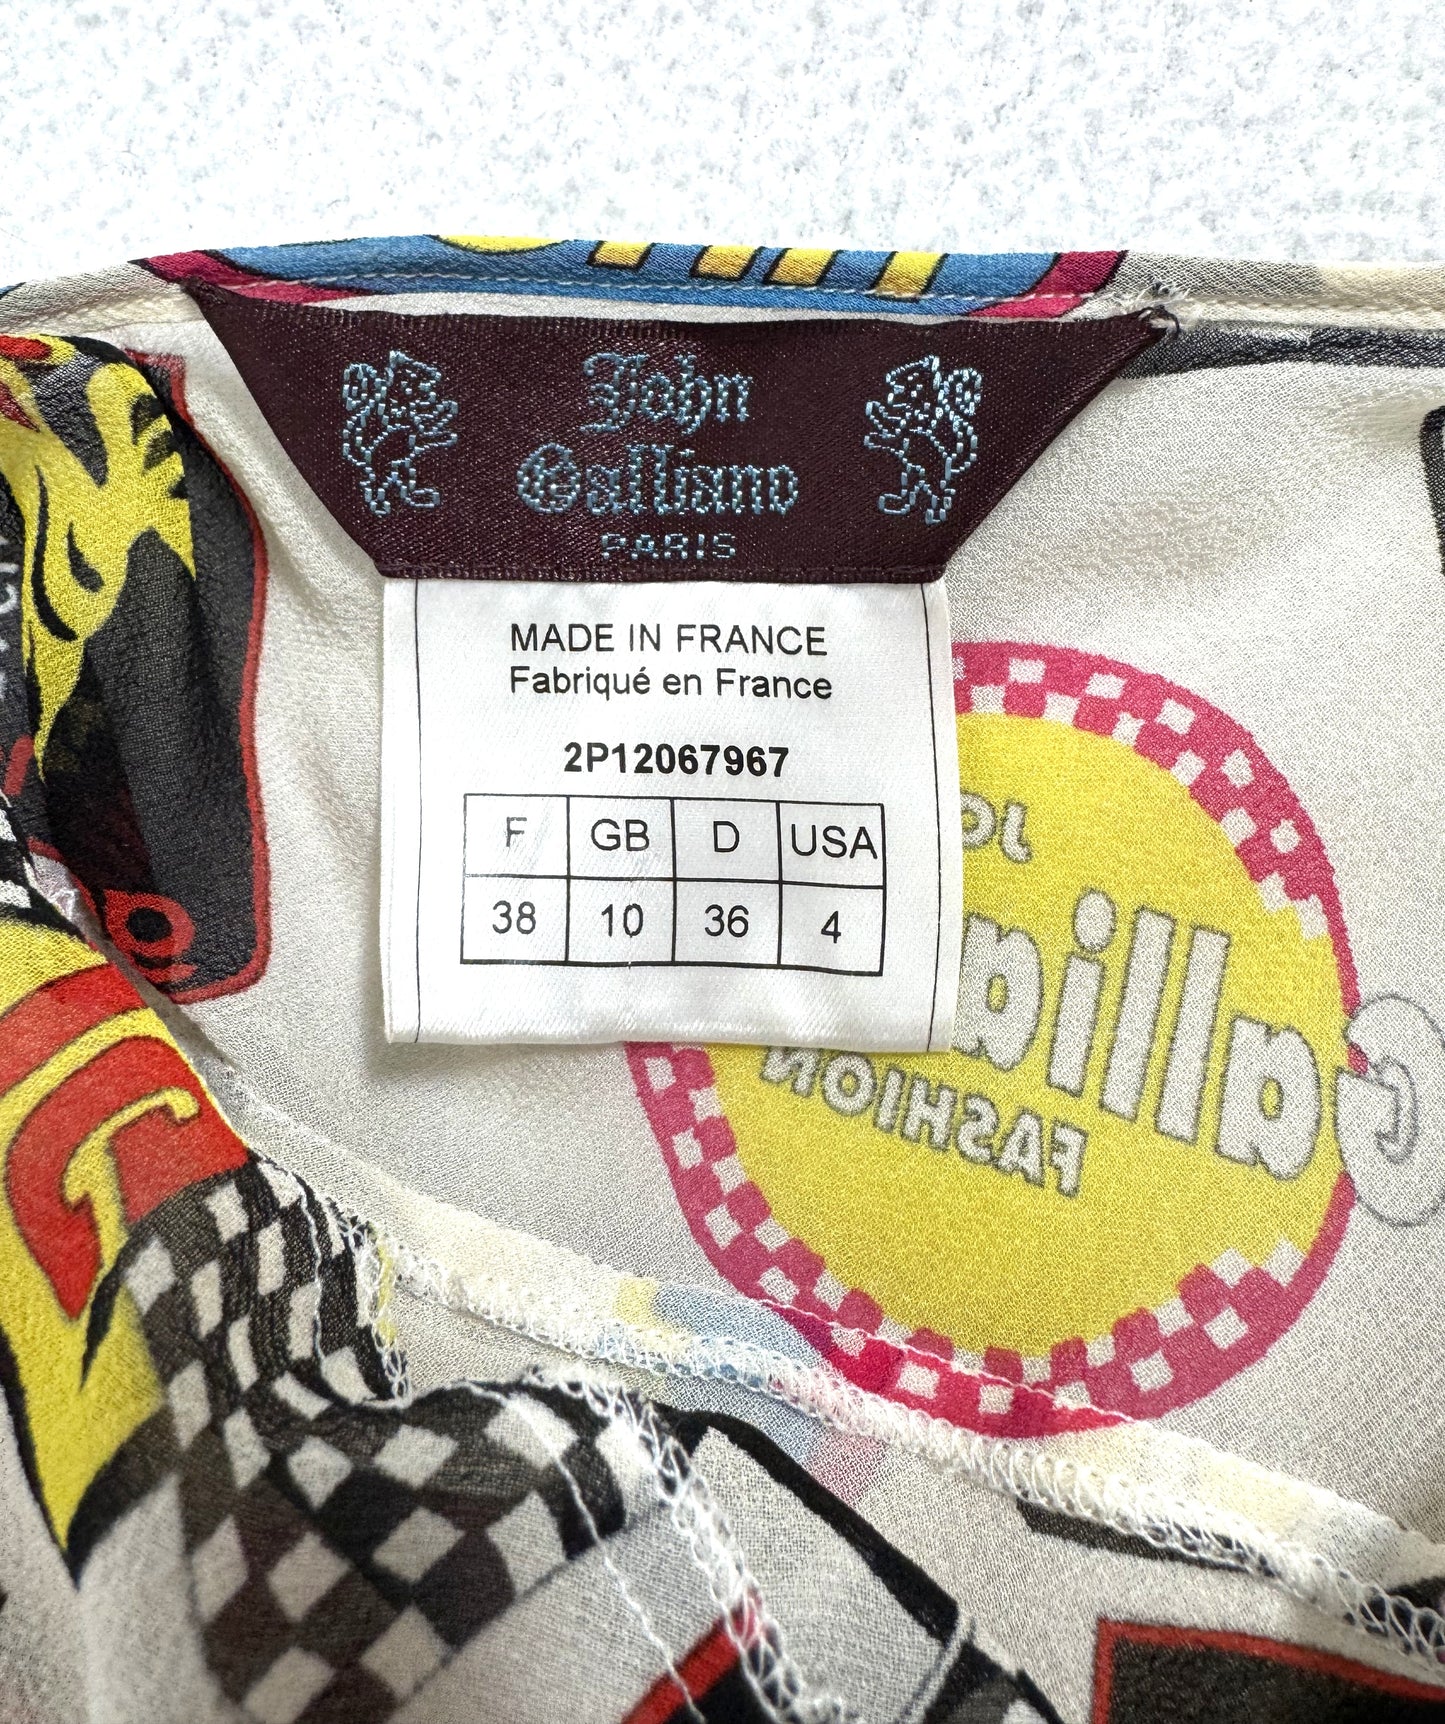 John
Galliano
PARIS
MADE IN FRANCE
Fabriqué en France
2P12067967
F GB D USA
38 10 36 4
Galliano
FASHION